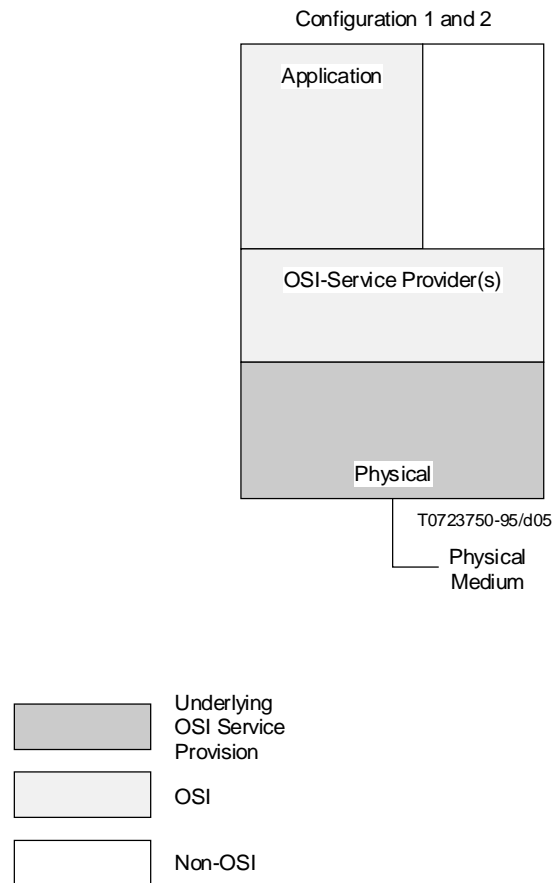 Configuration 1 and 2
Application
OSI-Service Provider(s)
Physical
T0723750-95/d05
Physical
Medium
Underlying
OSI Service
Provision
OSI
Non-OSI